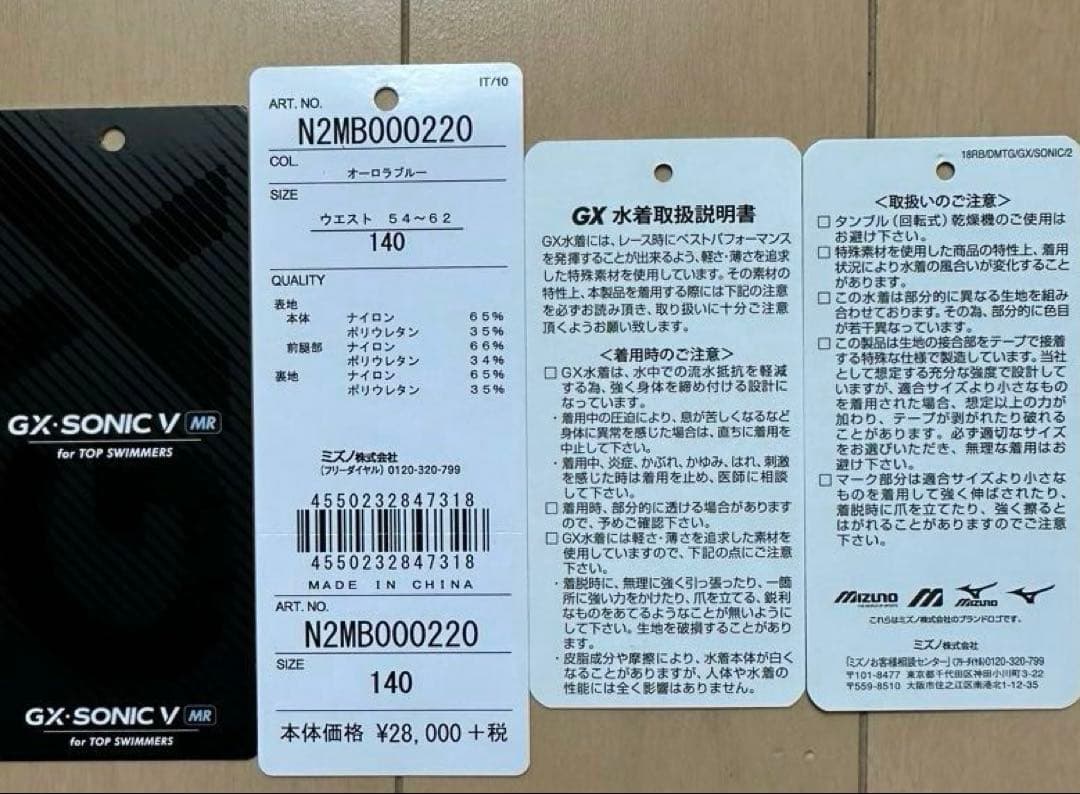 GX·SONIC V MR
for TOP SWIMMERS
GX·SONIC V MR
for TOP SWIMMERS
IT/10
ART. NO.
N2MB000220
COL.
オーロラブルー
SIZE
ウエスト 54～62
140
QUALITY
表地
本体 ナイロン 65%
ポリウレタン 35%
前腿部 ナイロン 66%
ポリウレタン 34%
裏地 ナイロン 65%
ポリウレタン 35%
ミズノ株式会社
(フリーダイヤル) 0120-320-799
4550232847318
4550232847318
MADE IN CHINA
ART. NO.
N2MB000220
SIZE
140
本体価格 ¥28,000＋税
GX 水着取扱説明書
GX水着には、レース時にベストパフォーマンス
を発揮することが出来るよう、軽さ・薄さを追求
した特殊素材を使用しています。その素材の
特性上、本製品を着用する際には下記の注意
を必ずお読み頂き、取り扱いに十分ご注意
頂くようお願い致します。
＜着用時のご注意＞
□GX水着は、水中での流水抵抗を軽減
する為、強く身体を締め付ける設計に
なっています。
・着用中の圧迫により、息が苦しくなるなど
身体に異常を感じた場合は、直ちに着用を
中止して下さい。
・着用中、炎症、かぶれ、かゆみ、はれ、刺激
を感じた時は着用を止め、医師に相談
して下さい。
□着用時、部分的に透ける場合があります
ので、予めご確認下さい。
□GX水着には軽さ・薄さを追求した素材を
使用していますので、下記の点にご注意
下さい。
・着脱時に、無理に強く引っ張ったり、一箇
所に強い力をかけたり、爪を立てる、鋭利
なものをあてるようなことが無いように
して下さい。生地を破損することがあり
ます。
・皮脂成分や摩擦により、水着本体が白く
なることがありますが、人体や水着の
性能には全く影響はありません。
18RB/DMTG/GX/SONIC/2
＜取扱いのご注意＞
□タンブル(回転式)乾燥機のご使用は
お避け下さい。
□特殊素材を使用した商品の特性上、着用
状況により水着の風合いが変化すること
があります。
□この水着は部分的に異なる生地を組み
合わせております。その為、部分的に色目
が若干異なっています。
□この製品は生地の接合部をテープで接着
する特殊な仕様で製造しています。当社
として想定する充分な強度で設計して
いますが、適合サイズより小さなもの
を着用された場合、想定以上の力が
加わり、テープが剥がれたり破れる
ことがあります。必ず適切なサイズ
をお選びいただき、無理な着用はお
避け下さい。
□マーク部分は適合サイズより小さな
ものを着用して強く伸ばされたり、
着脱時に爪を立てたり、強く擦ると
はがれることがありますのでご注意
下さい。
MIZUNO
MIZUNO
これらはミズノ株式会社のブランドロゴです。
ミズノ株式会社
「ミズノお客様相談センター」(フリーダイヤル)0120-320-799
〒101-8477 東京都千代田区神田小川町3-22
〒559-8510 大阪市住之江区南港北1-12-35